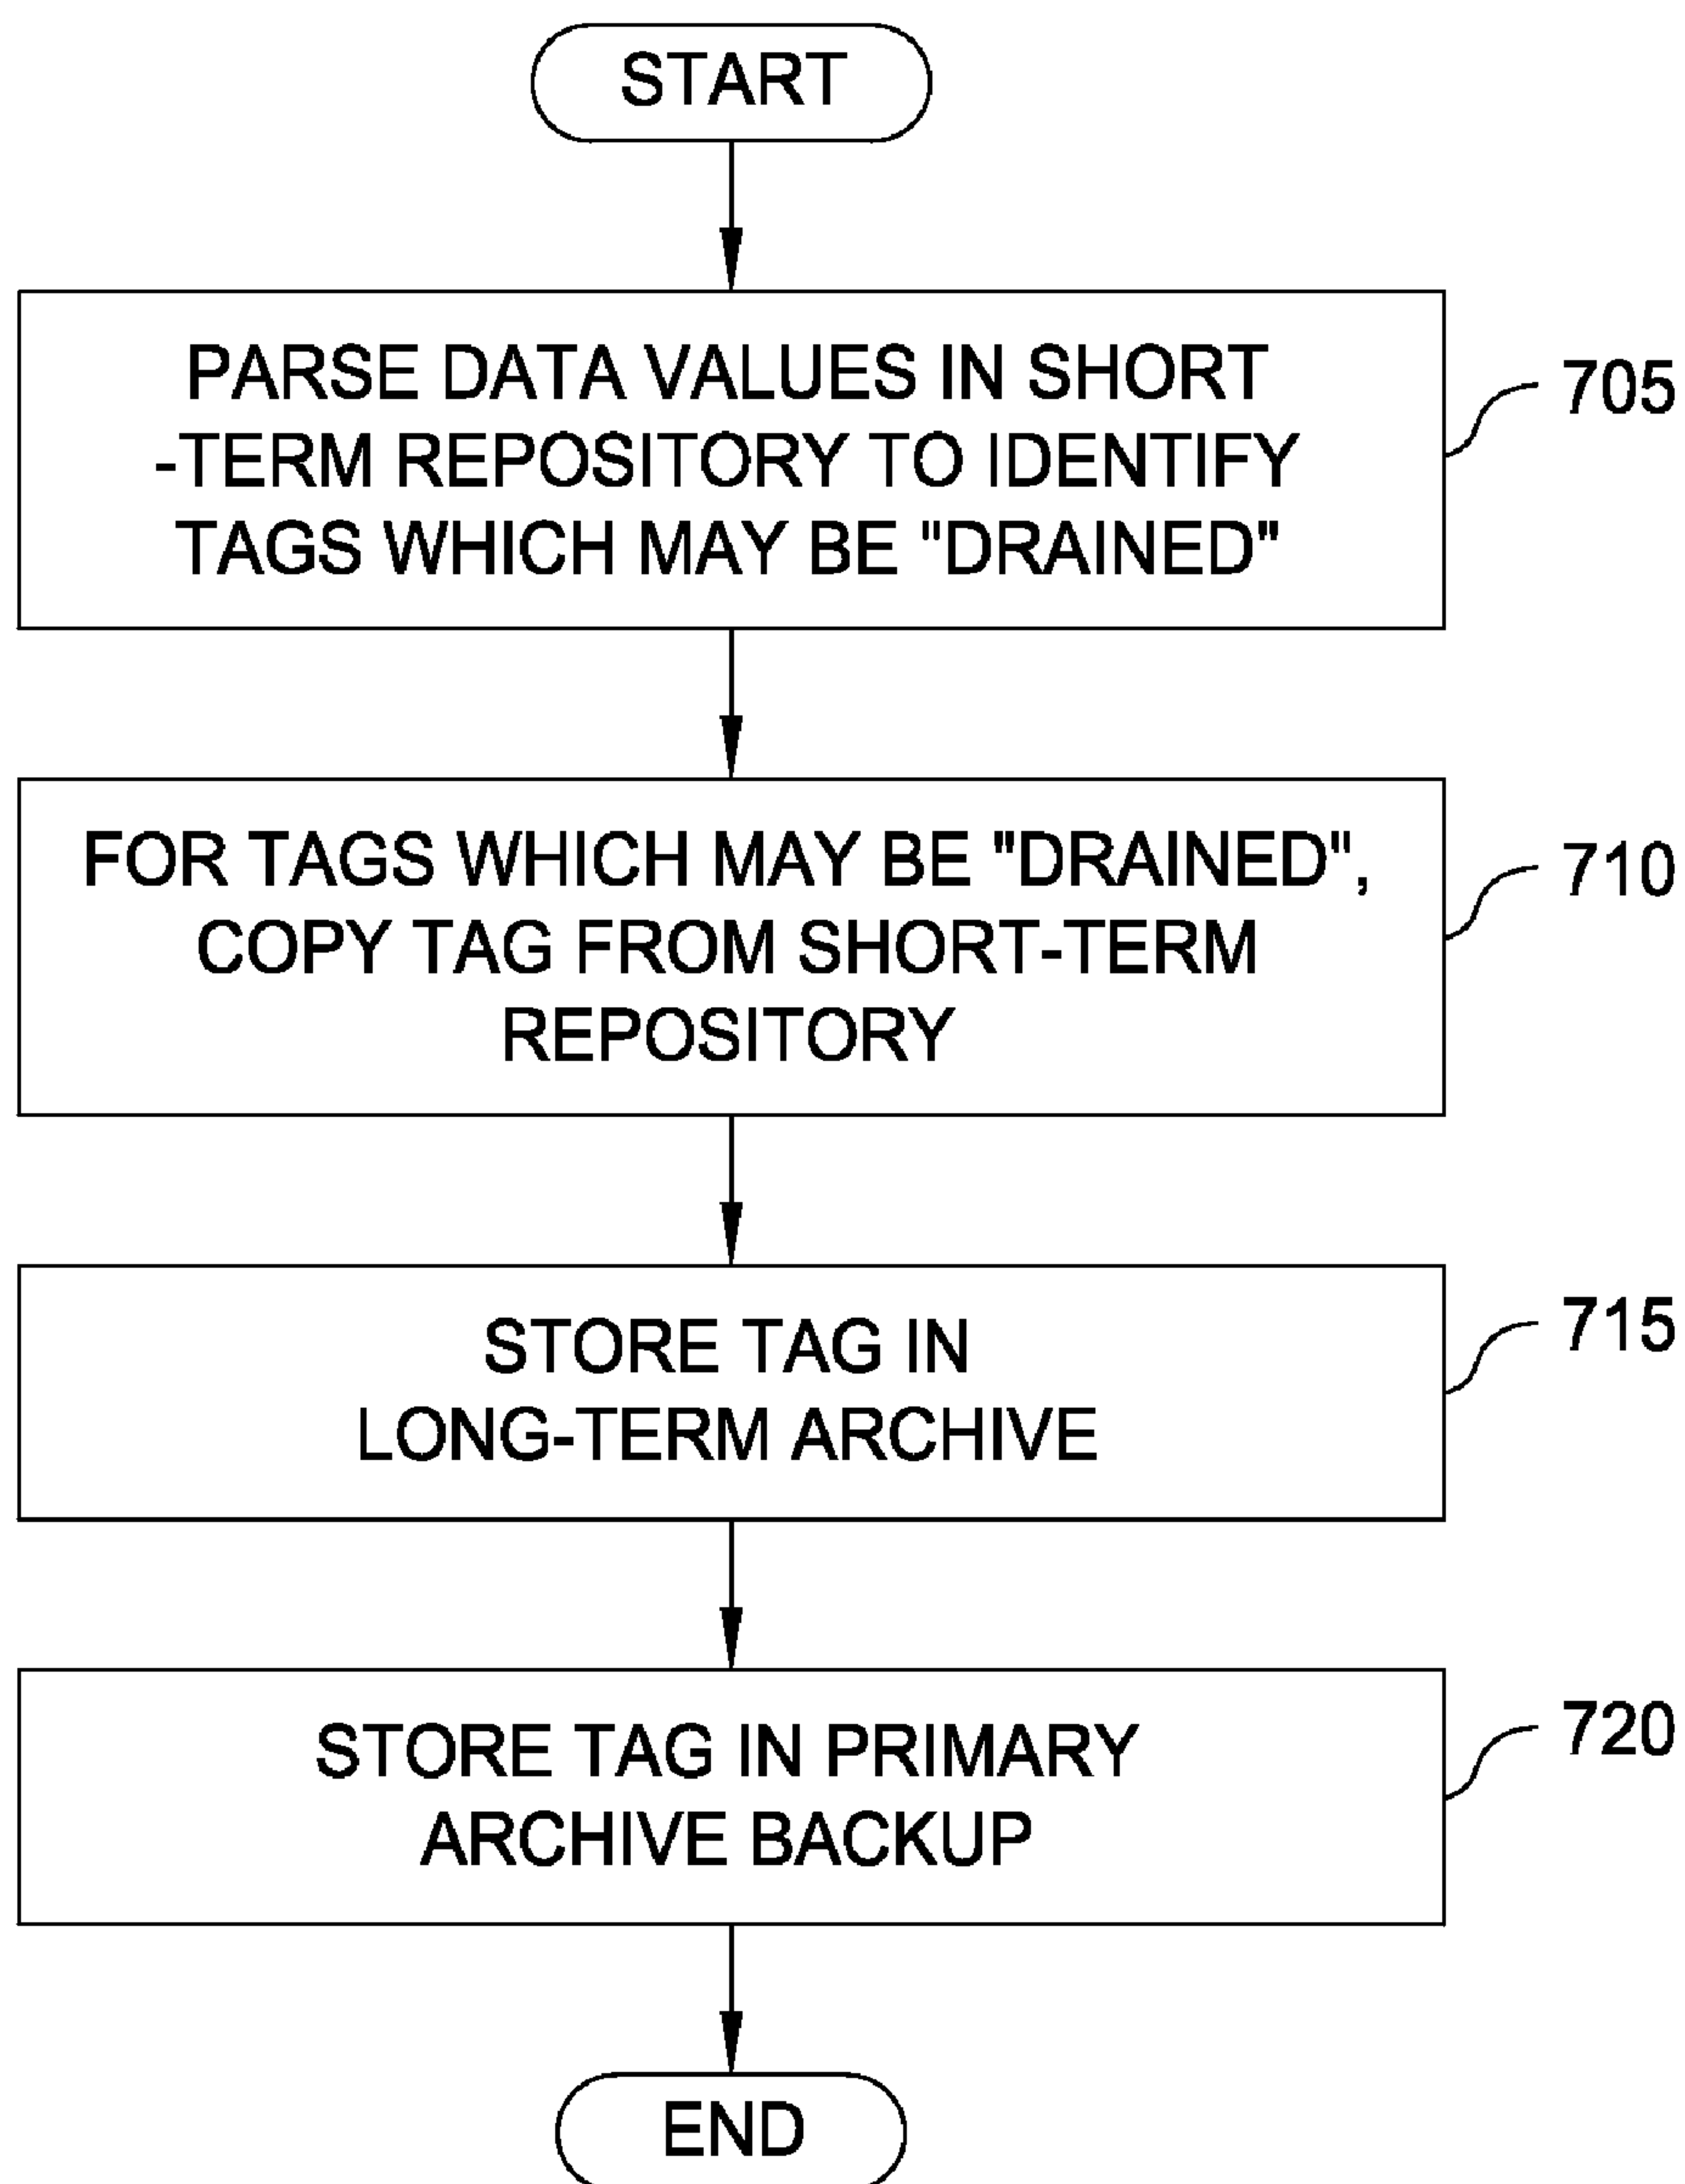 START
PARSE DATA VALUES IN SHORT
-TERM REPOSITORY TO IDENTIFY
TAGS WHICH MAY BE "DRAINED"
705
FOR TAGS WHICH MAY BE "DRAINED",
COPY TAG FROM SHORT-TERM
REPOSITORY
710
STORE TAG IN
LONG-TERM ARCHIVE
715
STORE TAG IN PRIMARY
ARCHIVE BACKUP
720
END